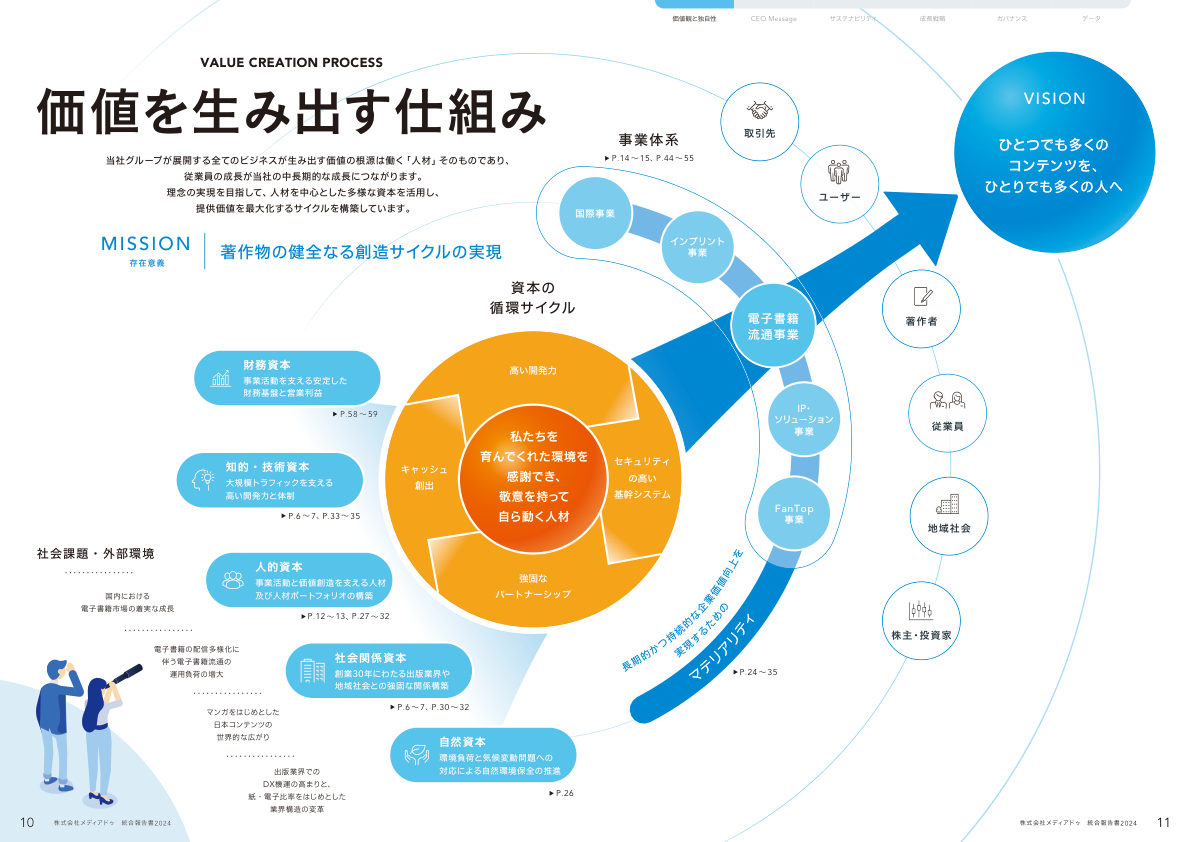 価値観と独自性
CEO Message
サステナビリティ
成長戦略
ガバナンス
データ
VALUE CREATION PROCESS
価値を生み出す仕組み
当社グループが展開する全てのビジネスが生み出す価値の根源は働く「人材」そのものであり、
従業員の成長が当社の中長期的な成長につながります。
理念の実現を目指して、人材を中心とした多様な資本を活用し、
提供価値を最大化するサイクルを構築しています。
MISSION
存在意義
著作物の健全なる創造サイクルの実現
資本の
循環サイクル
財務資本
事業活動を支える安定した
財務基盤と営業利益
▶P.58〜59
知的・技術資本
大規模トラフィックを支える
高い開発力と体制
▶P.6〜7、P.33〜35
人的資本
事業活動と価値創造を支える人材
及び人材ポートフォリオの構築
▶P.12〜13、P.27〜32
社会関係資本
創業30年にわたる出版業界や
地域社会との強固な関係構築
▶P.6〜7、P.30〜32
自然資本
環境負荷と気候変動問題への
対応による自然環境保全の推進
▶P.26
高い開発力
キャッシュ
創出
セキュリティ
の高い
基幹システム
強固な
パートナーシップ
私たちを
育んでくれた環境を
感謝でき、
敬意を持って
自ら動く人材
社会課題・外部環境
国内における
電子書籍市場の着実な成長
電子書籍の配信多様化に
伴う電子書籍流通の
運用負荷の増大
マンガをはじめとした
日本コンテンツの
世界的な広がり
出版業界での
DX機運の高まりと、
紙・電子比率をはじめとした
業界構造の変革
事業体系
▶P.14〜15、P.44〜55
国際事業
インプリント
事業
電子書籍
流通事業
IP・
ソリューション
事業
FanTop
事業
長期的かつ持続的な企業価値向上を
実現するための
マテリアリティ
▶P.24〜35
取引先
ユーザー
著作者
従業員
地域社会
株主・投資家
VISION
ひとつでも多くの
コンテンツを、
ひとりでも多くの人へ
10
株式会社メディアドゥ 統合報告書2024
株式会社メディアドゥ 統合報告書2024
11